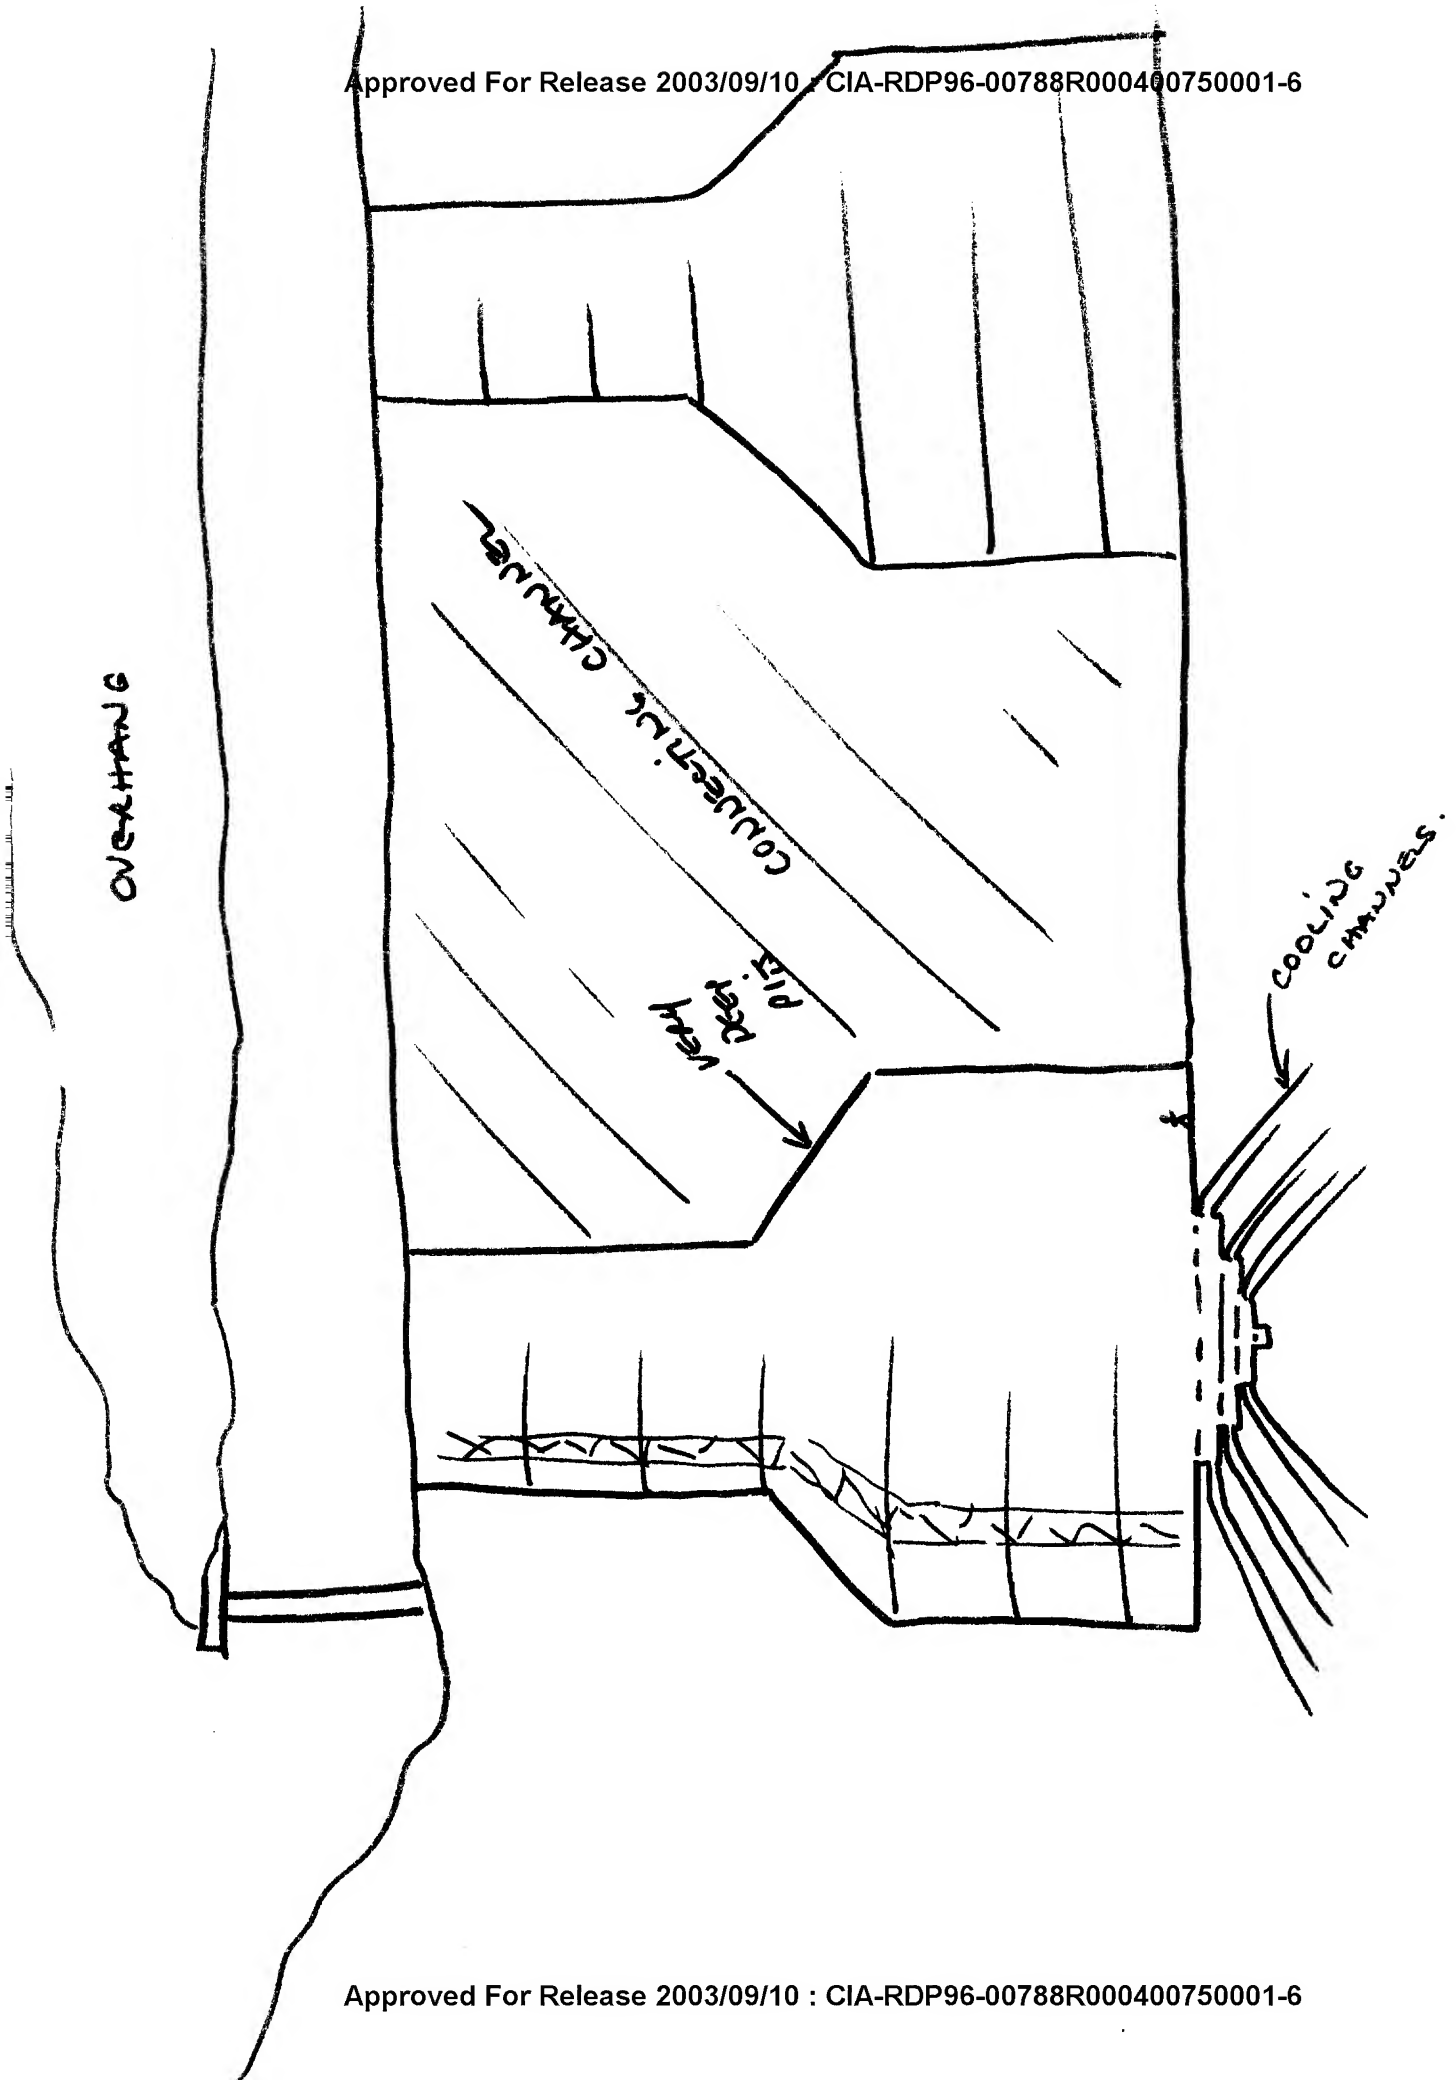 Approved For Release 2003/09/10 : CIA-RDP96-00788R000400750001-6
OVERHANG
CONNECTING CHANNEL
VERY
DEEP
PIT
COOLING
CHANNELS.
Approved For Release 2003/09/10 : CIA-RDP96-00788R000400750001-6